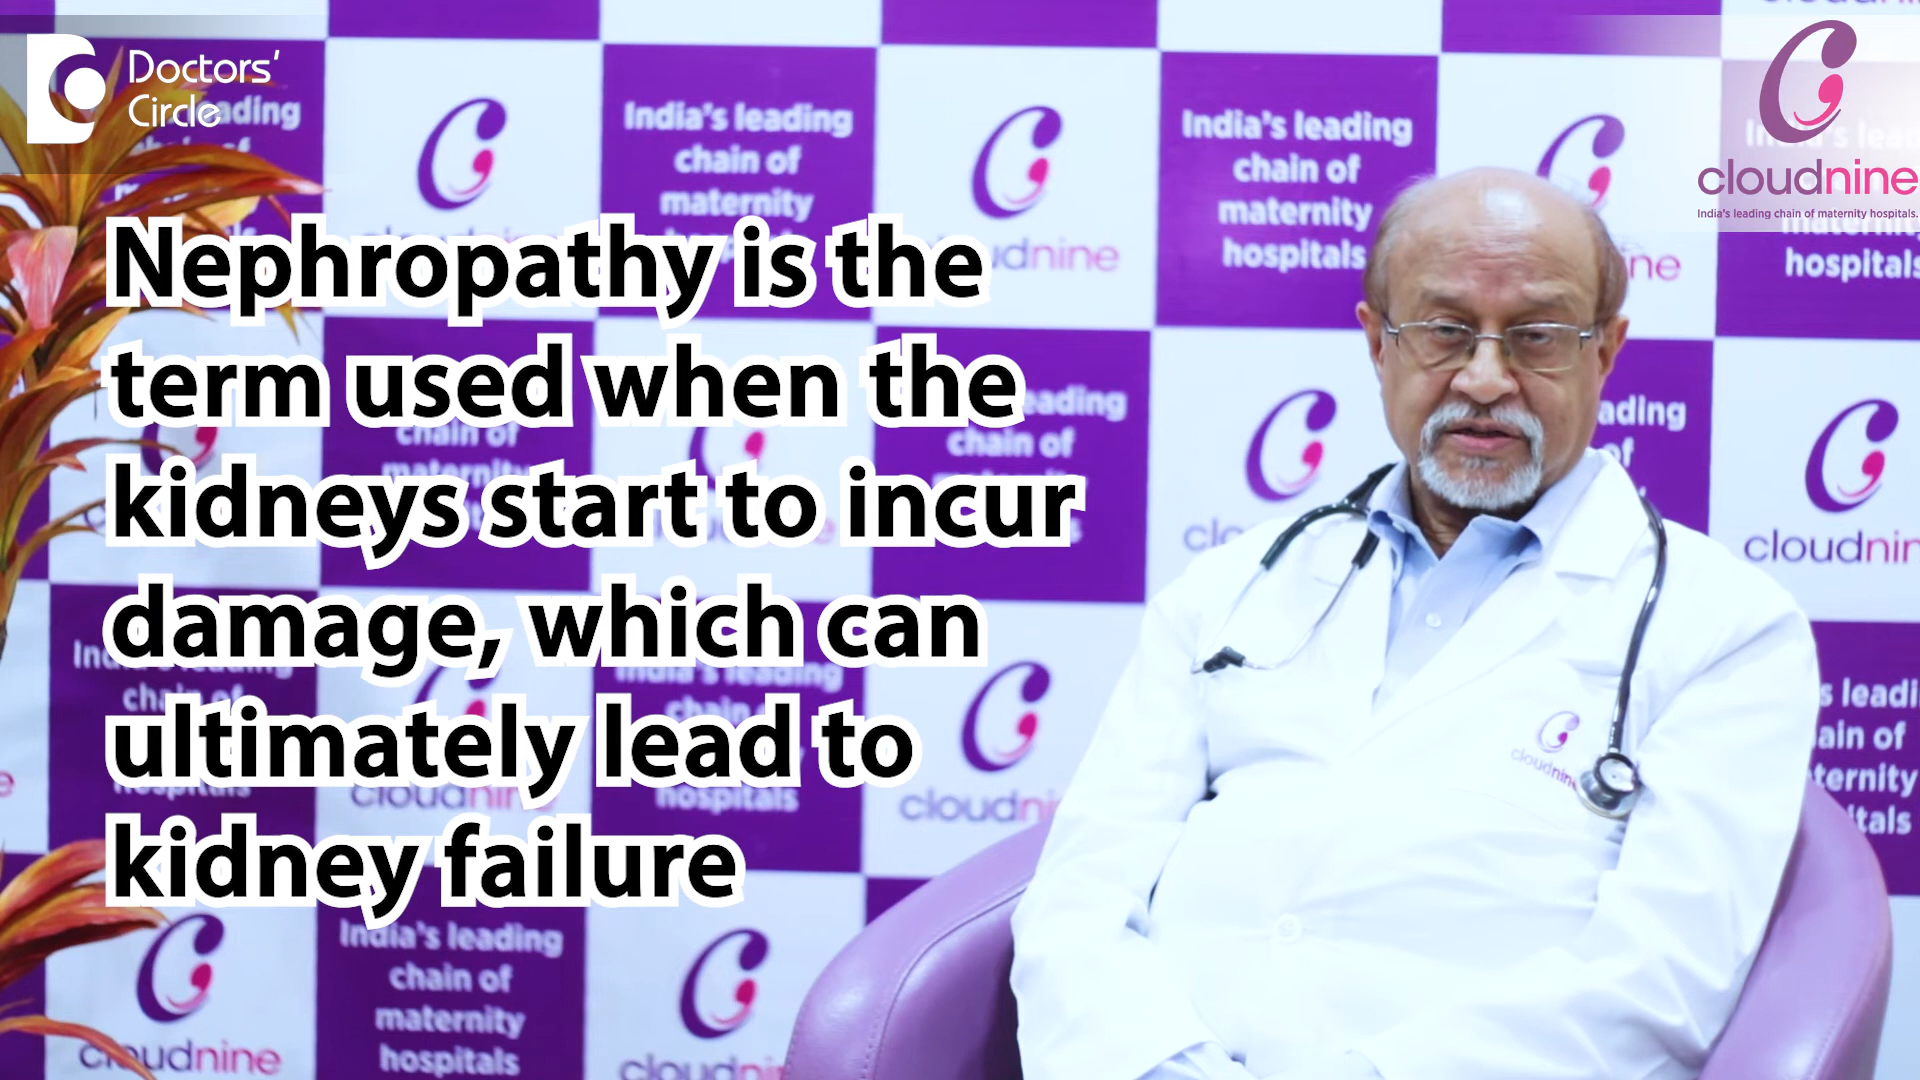 Doctors'
Circle
cloudnine
India's leading chain of maternity hospitals.
Nephropathy is the
term used when the
kidneys start to incur
damage, which can
ultimately lead to
kidney failure
India's leading
chain of
maternity
India's leading
chain of
maternity
hospitals
hospitals
cloudnine
India's leading
chain of
maternity
hospitals
cloudnine